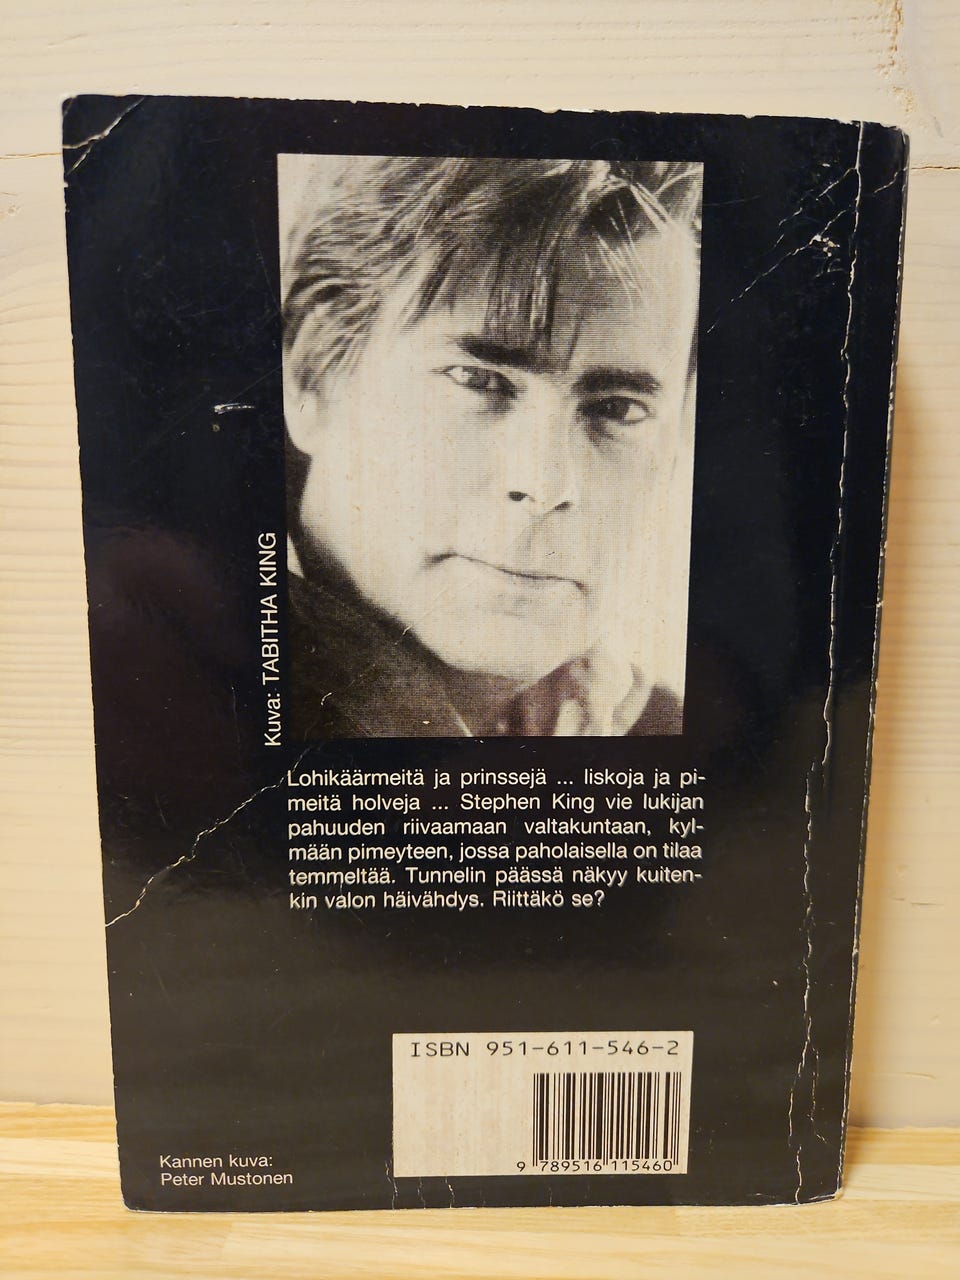 Kuva: TABITHA KING
Lohikäärmeitä ja prinssejä ... liskoja ja pi-
meitä holveja ... Stephen King vie lukijan
pahuuden riivaamaan valtakuntaan, kyl-
mään pimeyteen, jossa paholaisella on tilaa
temmeltää. Tunnelin päässä näkyy kuiten-
kin valon häivähdys. Riittäkö se?
ISBN 951-611-546-2
9 789516 115460
Kannen kuva:
Peter Mustonen